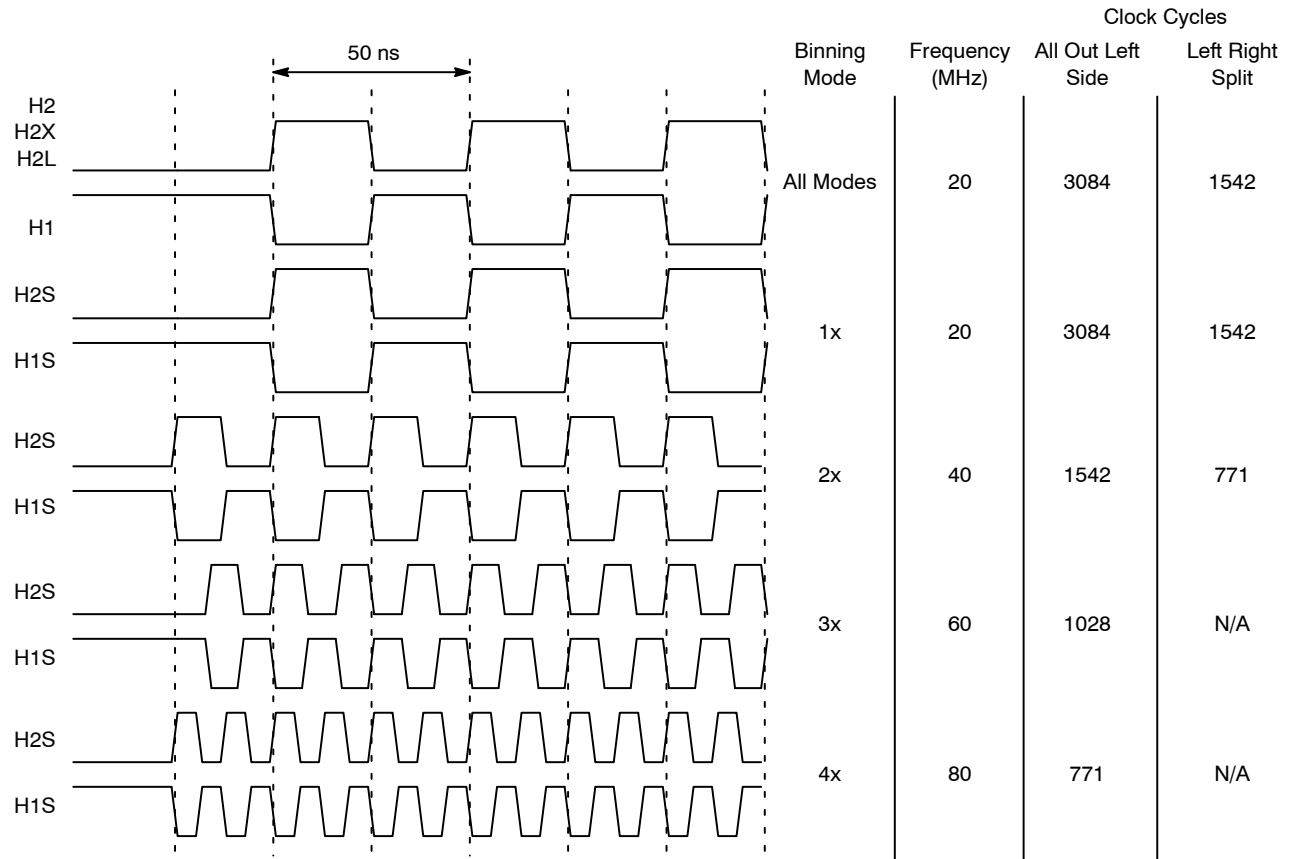 Clock Cycles
50 ns
Binning Mode
Frequency (MHz)
All Out Left Side
Left Right Split
H2
H2X
H2L
H1
All Modes 20 3084 1542
H2S
H1S
1x 20 3084 1542
H2S
H1S
2x 40 1542 771
H2S
H1S
3x 60 1028 N/A
H2S
H1S
4x 80 771 N/A